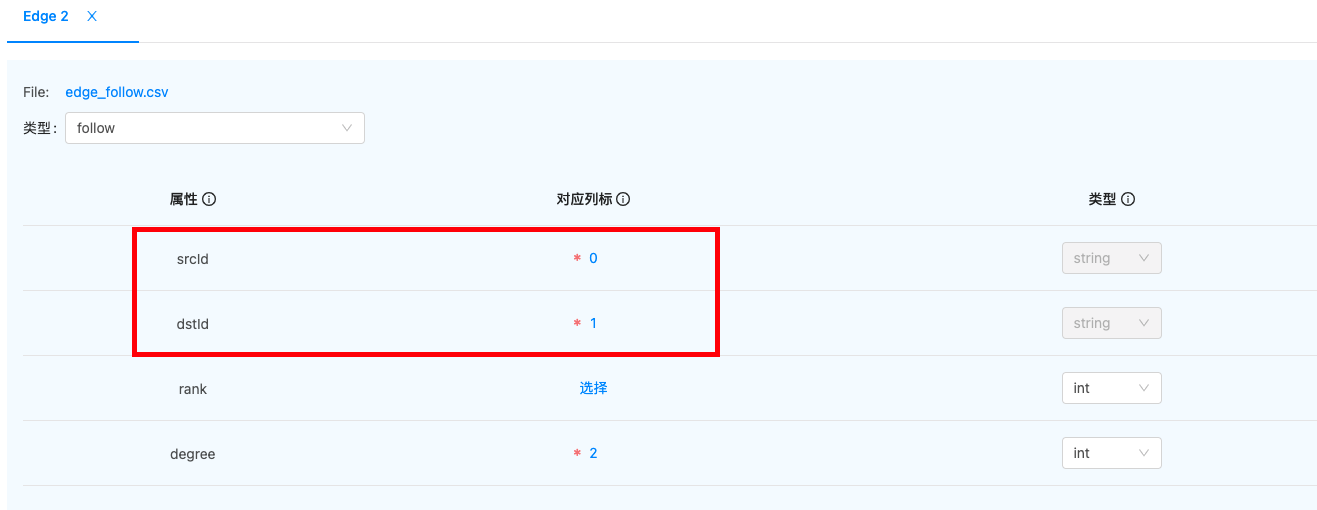 Edge 2 X
File: edge_follow.csv
类型: follow
属性 对应列标 类型
srcId * 0 string
dstId * 1 string
rank 选择 int
degree * 2 int